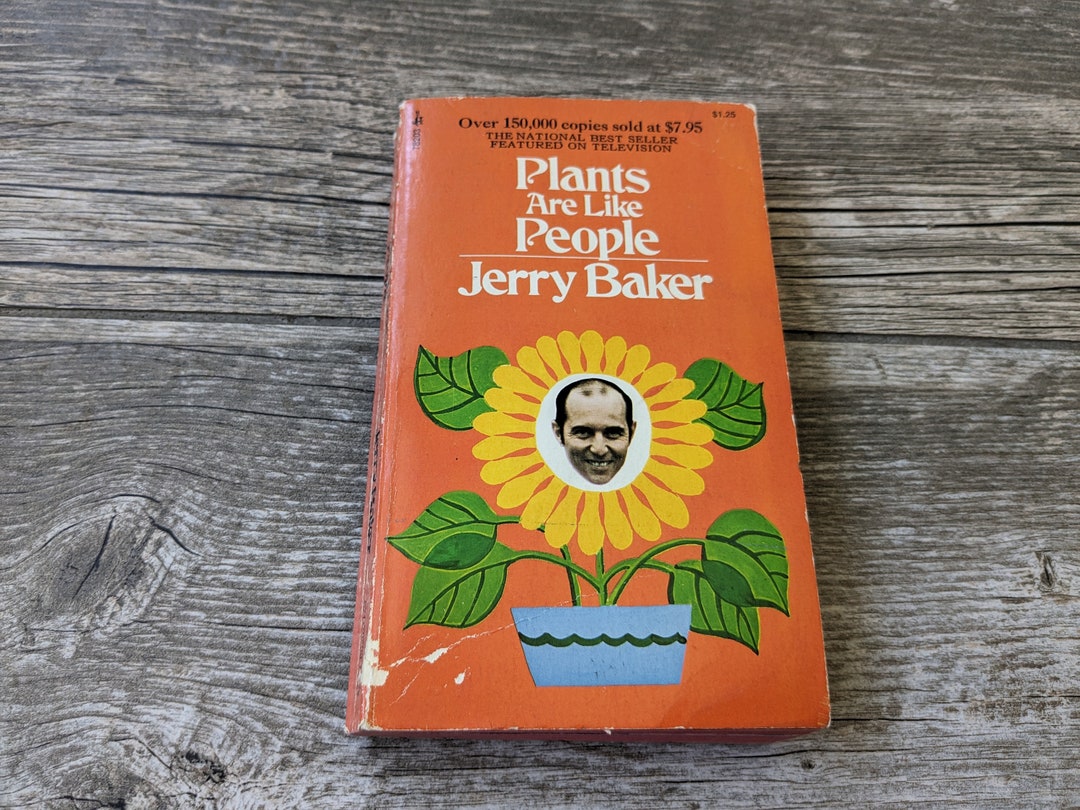 Over 150,000 copies sold at $7.95
$1.25
THE NATIONAL BEST SELLER
FEATURED ON TELEVISION
Plants
Are Like
People
Jerry Baker